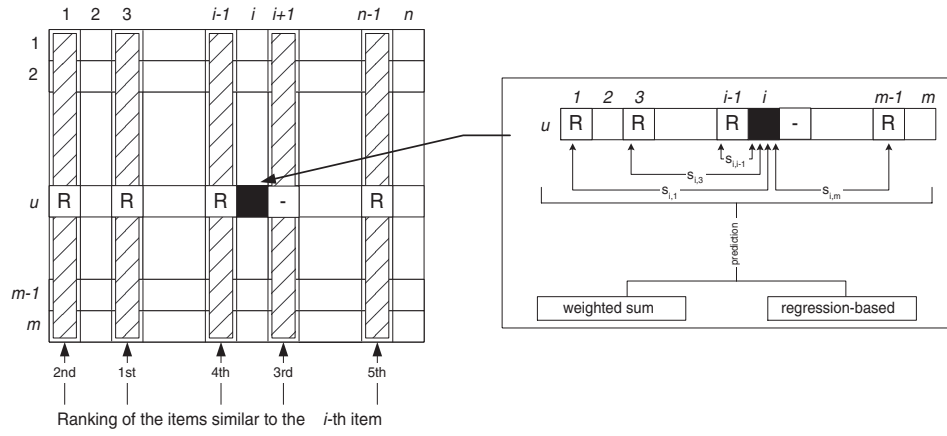 1 2 3 i-1 i i+1 n-1 n
1
2
u R R R - R
m-1
m
2nd 1st 4th 3rd 5th
Ranking of the items similar to the i-th item
1 2 3 i-1 i m-1 m
u R R R - R
s_{i,i-1}
s_{i,3}
s_{i,1} s_{i,m}
prediction
weighted sum regression-based